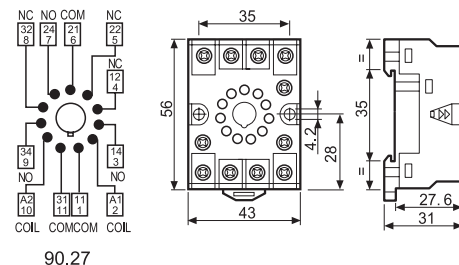 NC NO COM
32 8
24 7
21 6
22 5
NC
12 4
34 9
NO
14 3
NO
A2 10
31 11
11 1
A1 2
COIL COM COM COIL
90.27
35
56
4.2
28
43
=
35
=
27.6
31